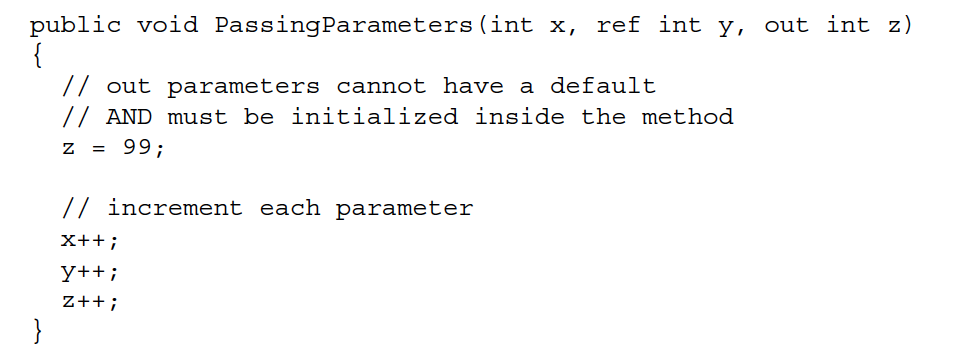 public void PassingParameters(int x, ref int y, out int z)
{
// out parameters cannot have a default
// AND must be initialized inside the method
z = 99;
// increment each parameter
x++;
y++;
z++;
}